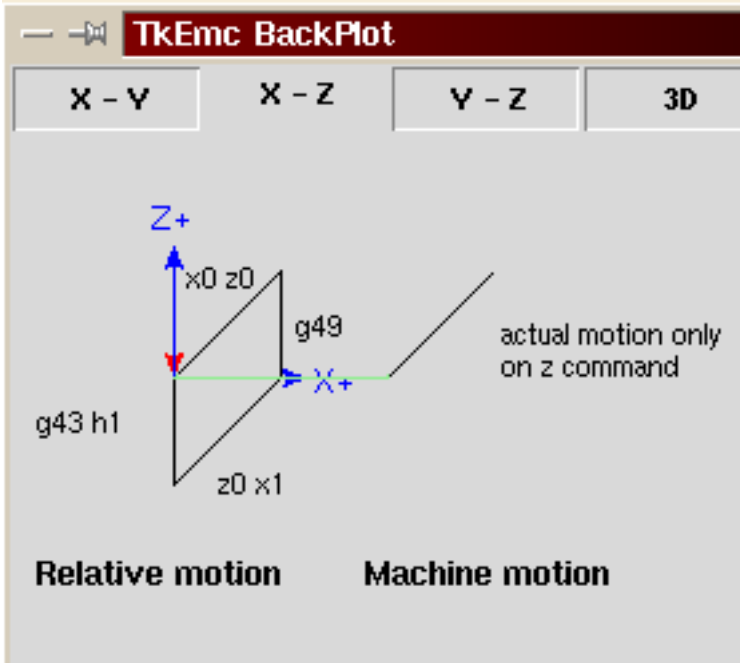 TkEmc BackPlot
X - Y
X - Z
Y - Z
3D
Z+
x0 z0
g49
actual motion only
on z command
X+
g43 h1
z0 x1
Relative motion
Machine motion